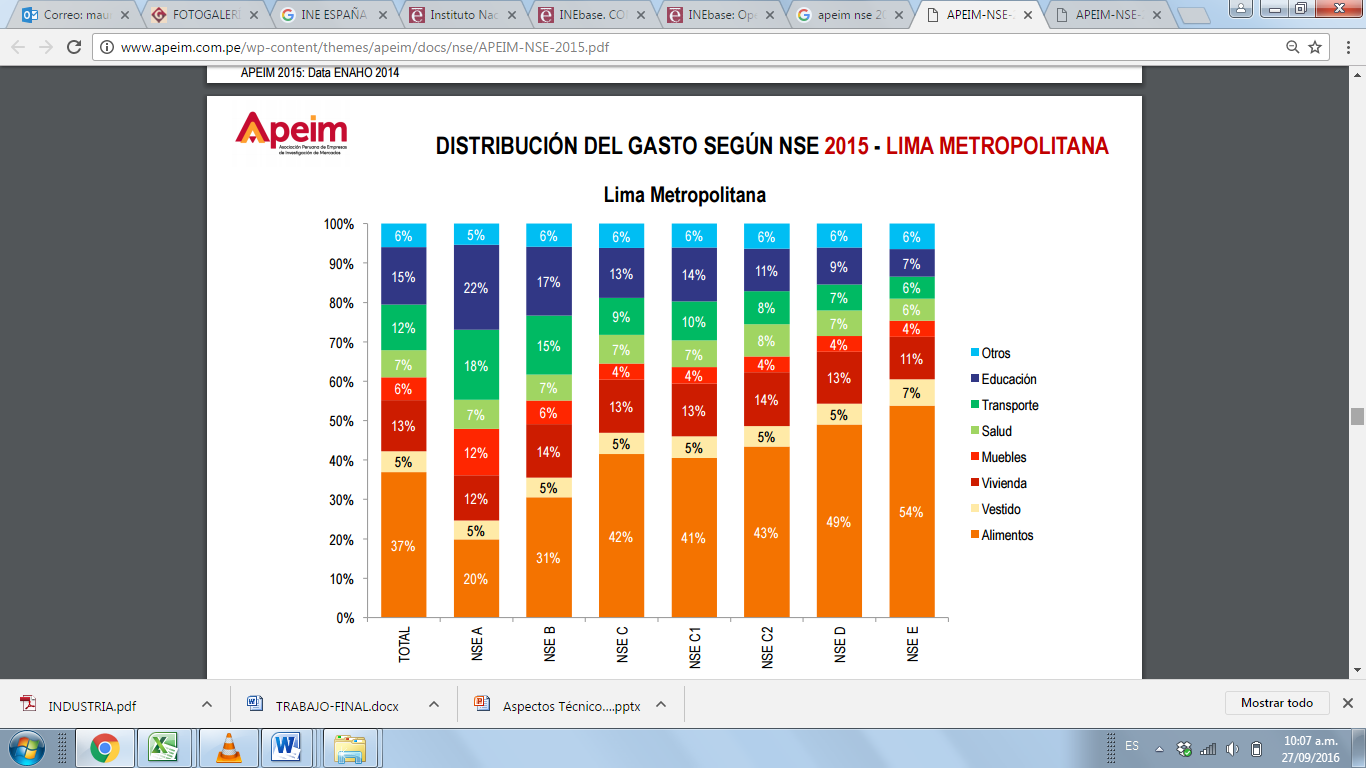 Correo: mau
FOTOGALERI
INE ESPAÑA
Instituto Nac
INEbase. CON
INEbase: Ope
apeim nse 20
APEIM-NSE-
APEIM-NSE-
www.apeim.com.pe/wp-content/themes/apeim/docs/nse/APEIM-NSE-2015.pdf
APEIM 2015: Data ENAHO 2014
Apeim
Asociación Peruana de Empresas
de Investigación de Mercados
DISTRIBUCIÓN DEL GASTO SEGÚN NSE 2015 - LIMA METROPOLITANA
Lima Metropolitana
100%
90%
80%
70%
60%
50%
40%
30%
20%
10%
0%
6% 5% 6% 6% 6% 6% 6% 6%
15% 22% 17% 13% 14% 11% 9% 7%
12% 18% 15% 9% 10% 8% 7% 6%
7% 7% 7% 7% 7% 8% 7% 6%
6% 12% 6% 4% 4% 4% 4% 4%
13% 12% 14% 13% 13% 14% 13% 11%
5% 5% 5% 5% 5% 5% 5% 7%
37% 20% 31% 42% 41% 43% 49% 54%
TOTAL
NSE A
NSE B
NSE C
NSE C1
NSE C2
NSE D
NSE E
Otros
Educación
Transporte
Salud
Muebles
Vivienda
Vestido
Alimentos
INDUSTRIA.pdf
TRABAJO-FINAL.docx
Aspectos Técnico....pptx
Mostrar todo
ES
10:07 a.m.
27/09/2016